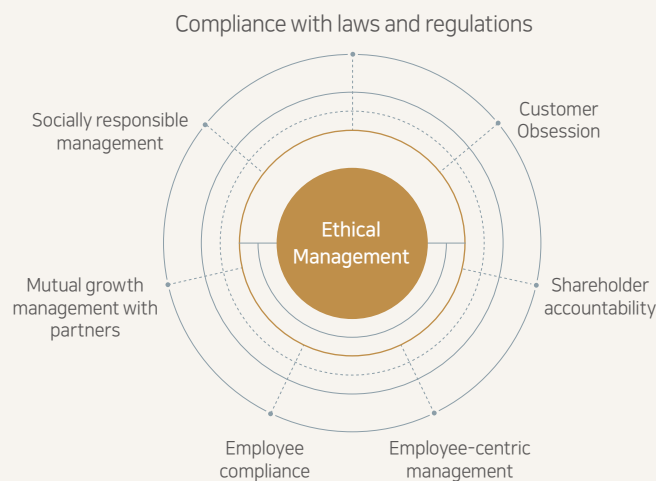 Compliance with laws and regulations
Customer
Obsession
Socially responsible
management
Ethical
Management
Shareholder
accountability
Mutual growth
management with
partners
Employee
compliance
Employee-centric
management